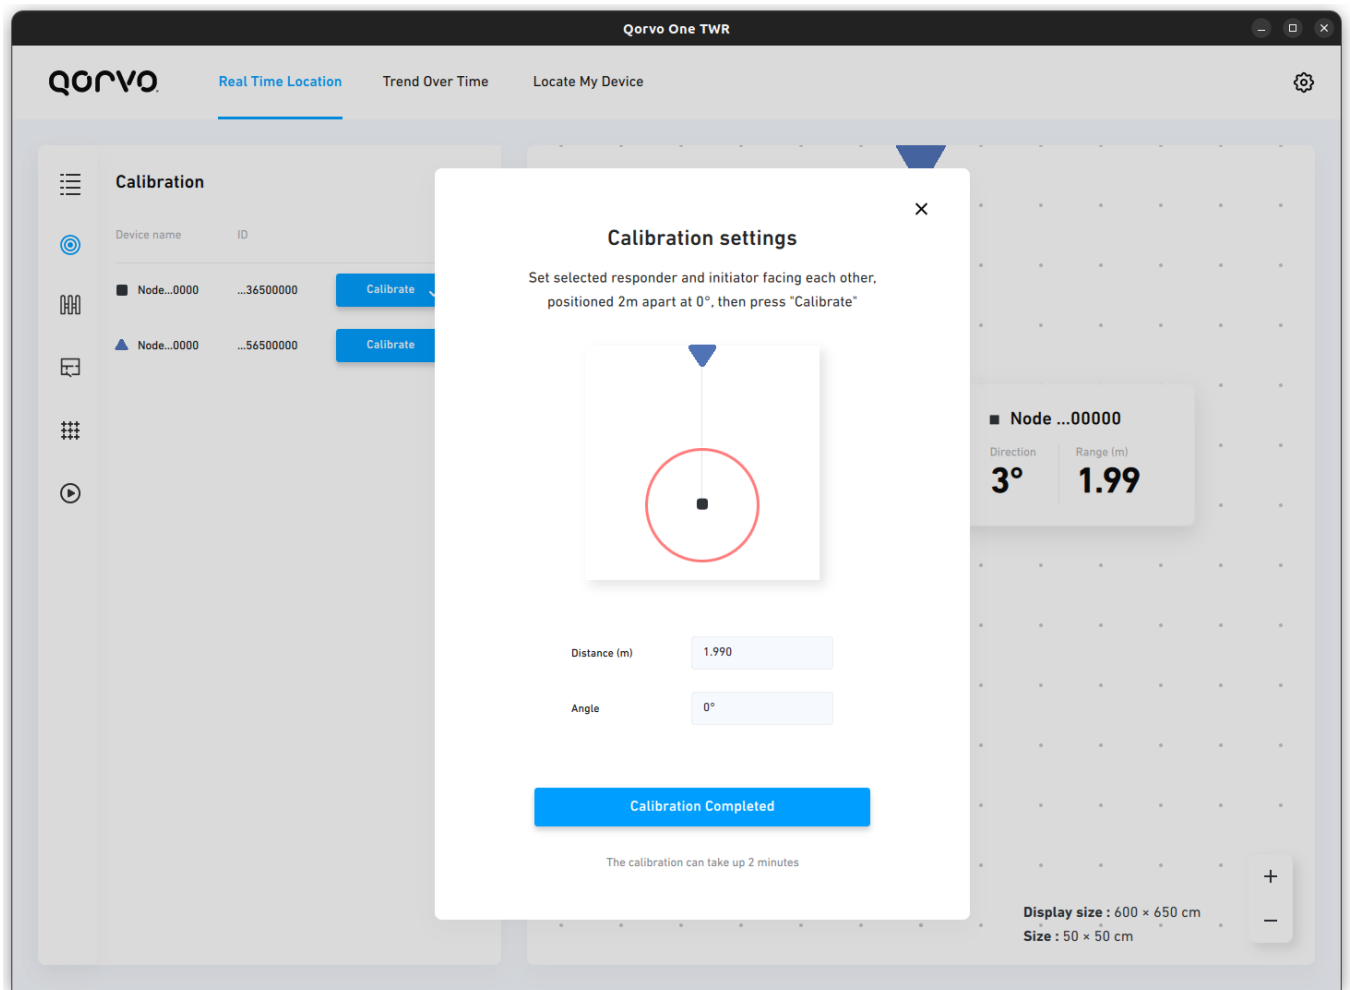 Qorvo One TWR
QORVO
Real Time Location
Trend Over Time
Locate My Device
Calibration
Device name
ID
Node...0000
...36500000
Calibrate
Node...0000
...56500000
Calibrate
Calibration settings
Set selected responder and initiator facing each other,
positioned 2m apart at 0°, then press "Calibrate"
Distance (m)
1.990
Angle
0°
Calibration Completed
The calibration can take up 2 minutes
Node ...00000
Direction
Range (m)
3°
1.99
Display size : 600 × 650 cm
Size : 50 × 50 cm